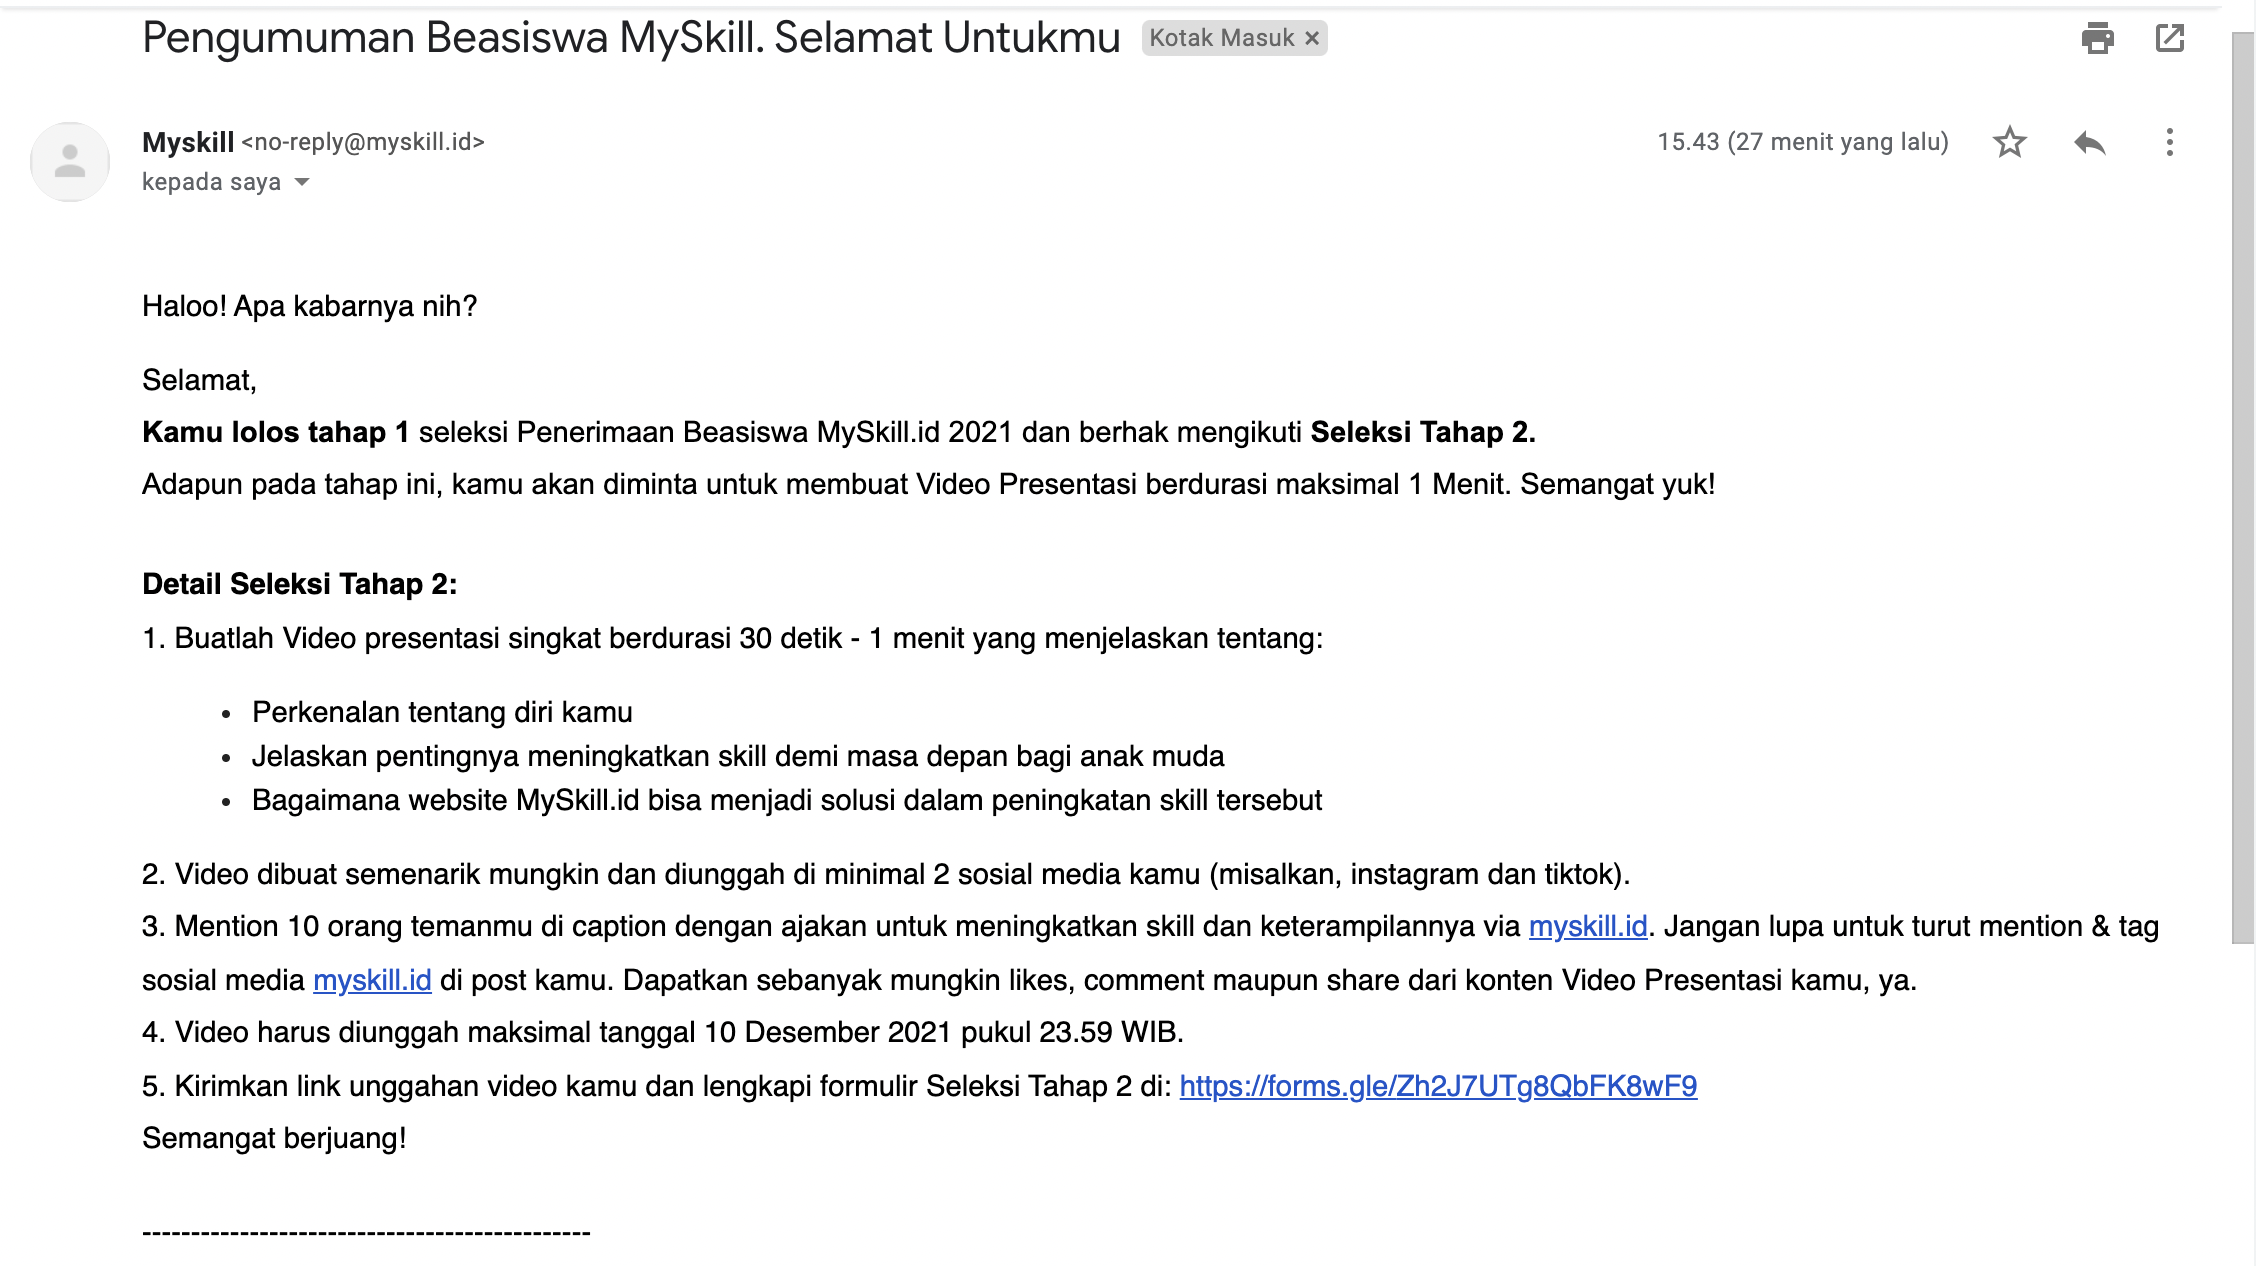 Pengumuman Beasiswa MySkill. Selamat Untukmu Kotak Masuk ×
Myskill <no-reply@myskill.id> 15.43 (27 menit yang lalu)
kepada saya
Haloo! Apa kabarnya nih?
Selamat,
Kamu lolos tahap 1 seleksi Penerimaan Beasiswa MySkill.id 2021 dan berhak mengikuti Seleksi Tahap 2.
Adapun pada tahap ini, kamu akan diminta untuk membuat Video Presentasi berdurasi maksimal 1 Menit. Semangat yuk!
Detail Seleksi Tahap 2:
1. Buatlah Video presentasi singkat berdurasi 30 detik - 1 menit yang menjelaskan tentang:
• Perkenalan tentang diri kamu
• Jelaskan pentingnya meningkatkan skill demi masa depan bagi anak muda
• Bagaimana website MySkill.id bisa menjadi solusi dalam peningkatan skill tersebut
2. Video dibuat semenarik mungkin dan diunggah di minimal 2 sosial media kamu (misalkan, instagram dan tiktok).
3. Mention 10 orang temanmu di caption dengan ajakan untuk meningkatkan skill dan keterampilannya via myskill.id. Jangan lupa untuk turut mention & tag
sosial media myskill.id di post kamu. Dapatkan sebanyak mungkin likes, comment maupun share dari konten Video Presentasi kamu, ya.
4. Video harus diunggah maksimal tanggal 10 Desember 2021 pukul 23.59 WIB.
5. Kirimkan link unggahan video kamu dan lengkapi formulir Seleksi Tahap 2 di: https://forms.gle/Zh2J7UTg8QbFK8wF9
Semangat berjuang!
----------------------------------------------